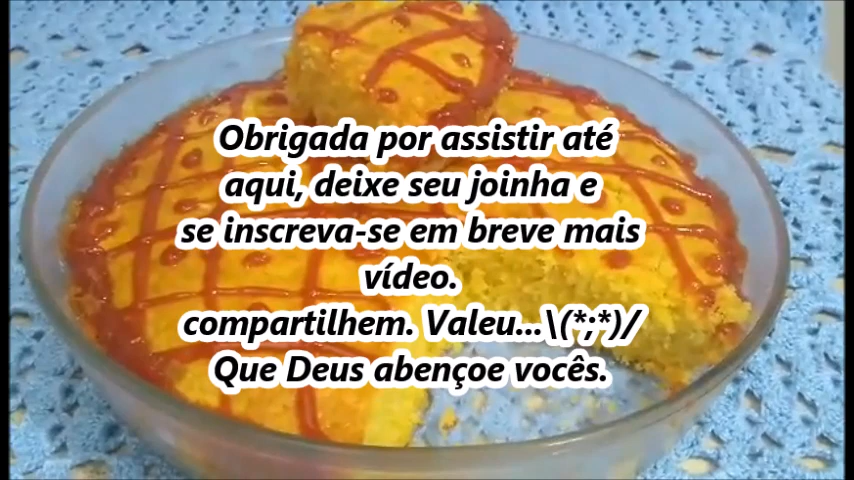 Obrigada por assistir até
aqui, deixe seu joinha e
se inscreva-se em breve mais
vídeo.
compartilhem. Valeu...\(*;*)/
Que Deus abençoe vocês.